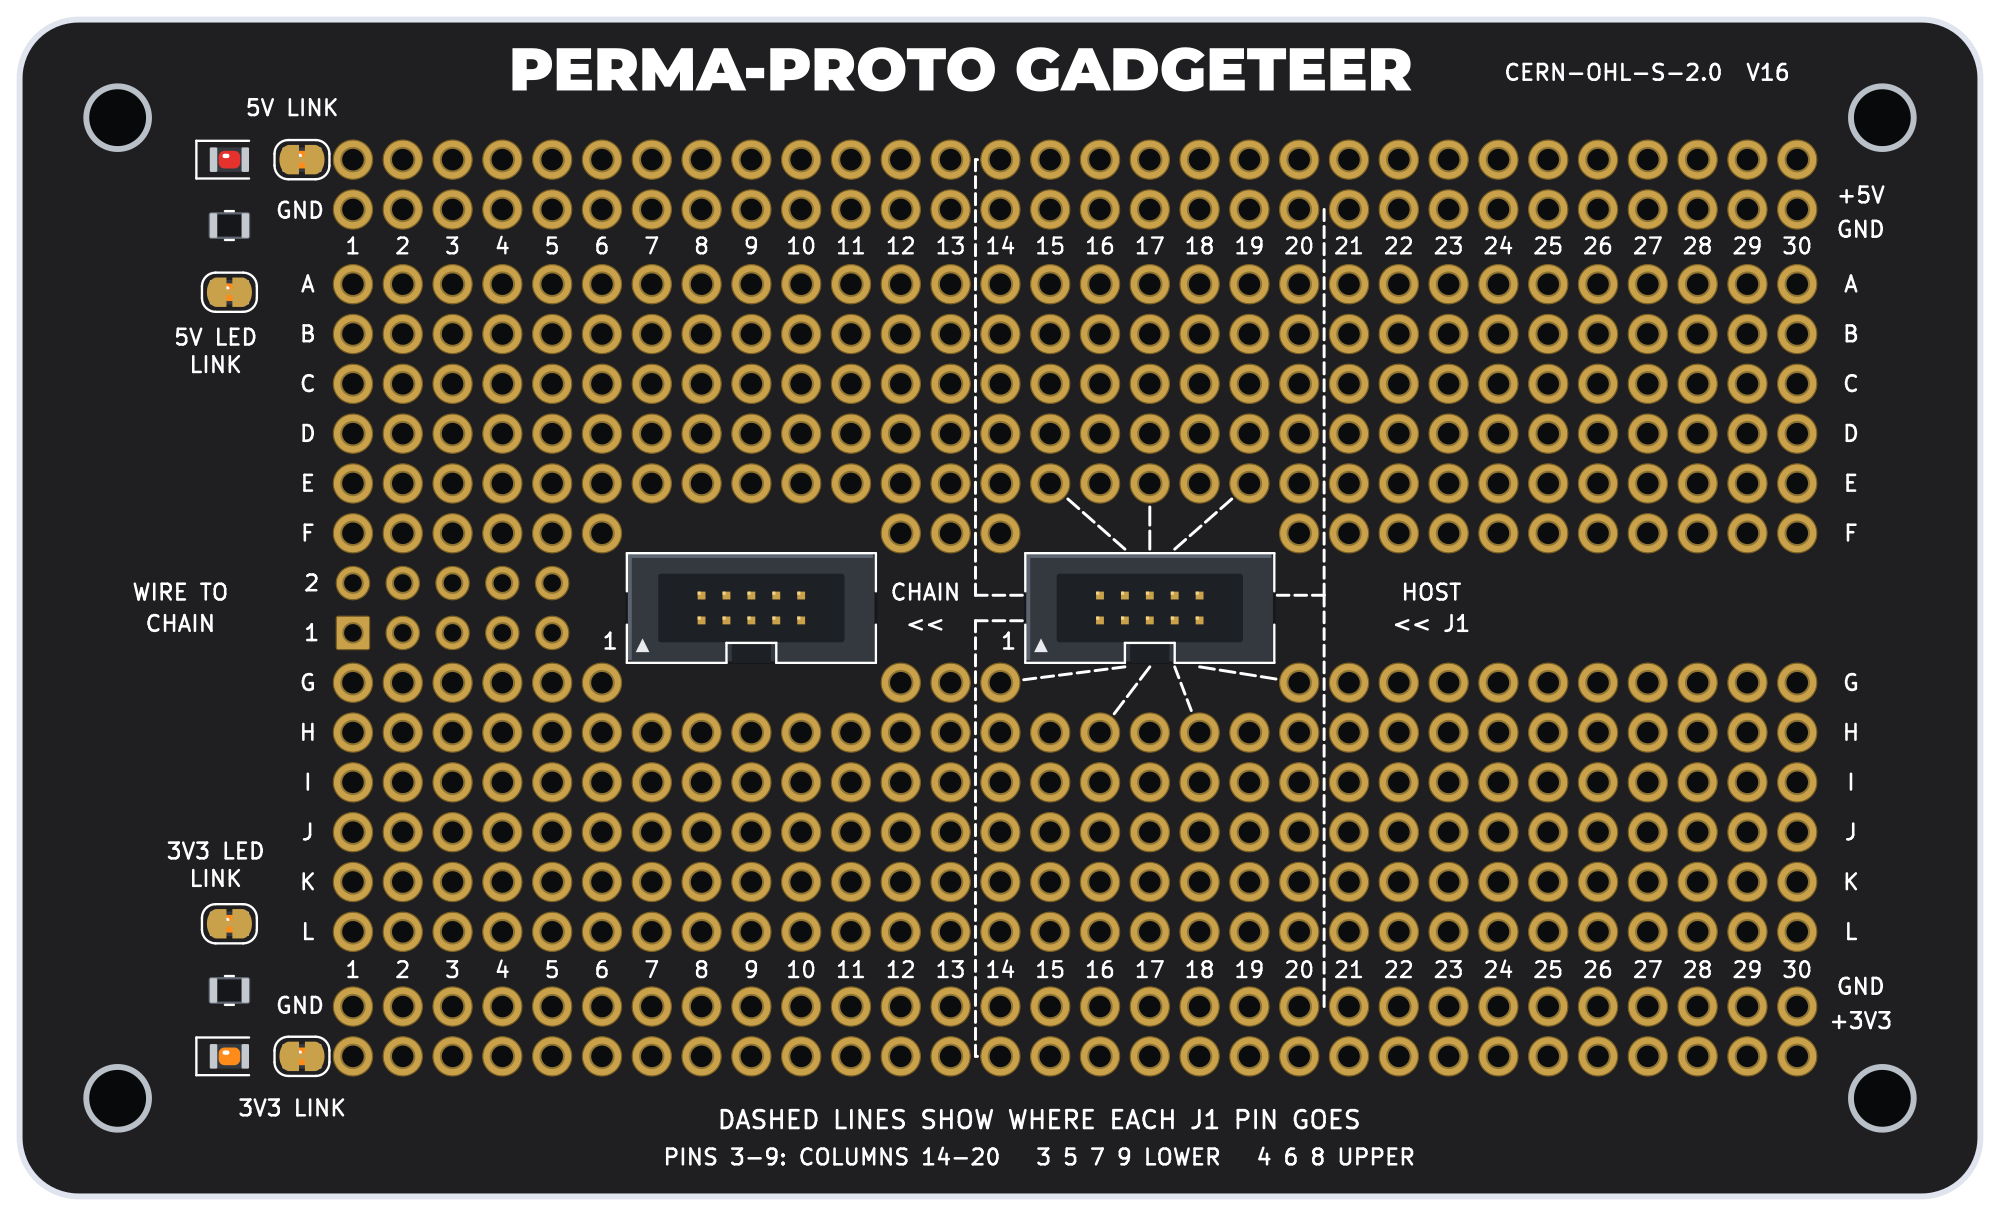 PERMA-PROTO GADGETEER
CERN-OHL-S-2.0 V16
5V LINK
+5V
GND
GND
1 2 3 4 5 6 7 8 9 10 11 12 13 14 15 16 17 18 19 20 21 22 23 24 25 26 27 28 29 30
A A
5V LED
LINK
B B
C C
D D
E E
F F
2
WIRE TO
CHAIN
CHAIN
<<
HOST
<< J1
1 1 1
G G
H H
I I
J J
3V3 LED
LINK
K K
L L
1 2 3 4 5 6 7 8 9 10 11 12 13 14 15 16 17 18 19 20 21 22 23 24 25 26 27 28 29 30
GND
GND
+3V3
3V3 LINK
DASHED LINES SHOW WHERE EACH J1 PIN GOES
PINS 3-9: COLUMNS 14-20 3 5 7 9 LOWER 4 6 8 UPPER